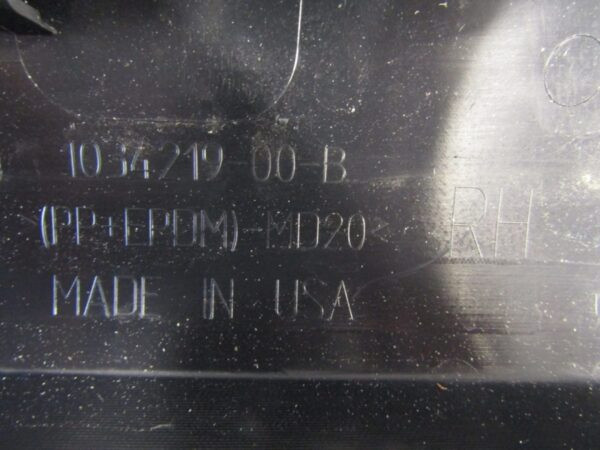 1034219-00-B
>(PP+EPDM)-MD20<
RH
MADE IN USA